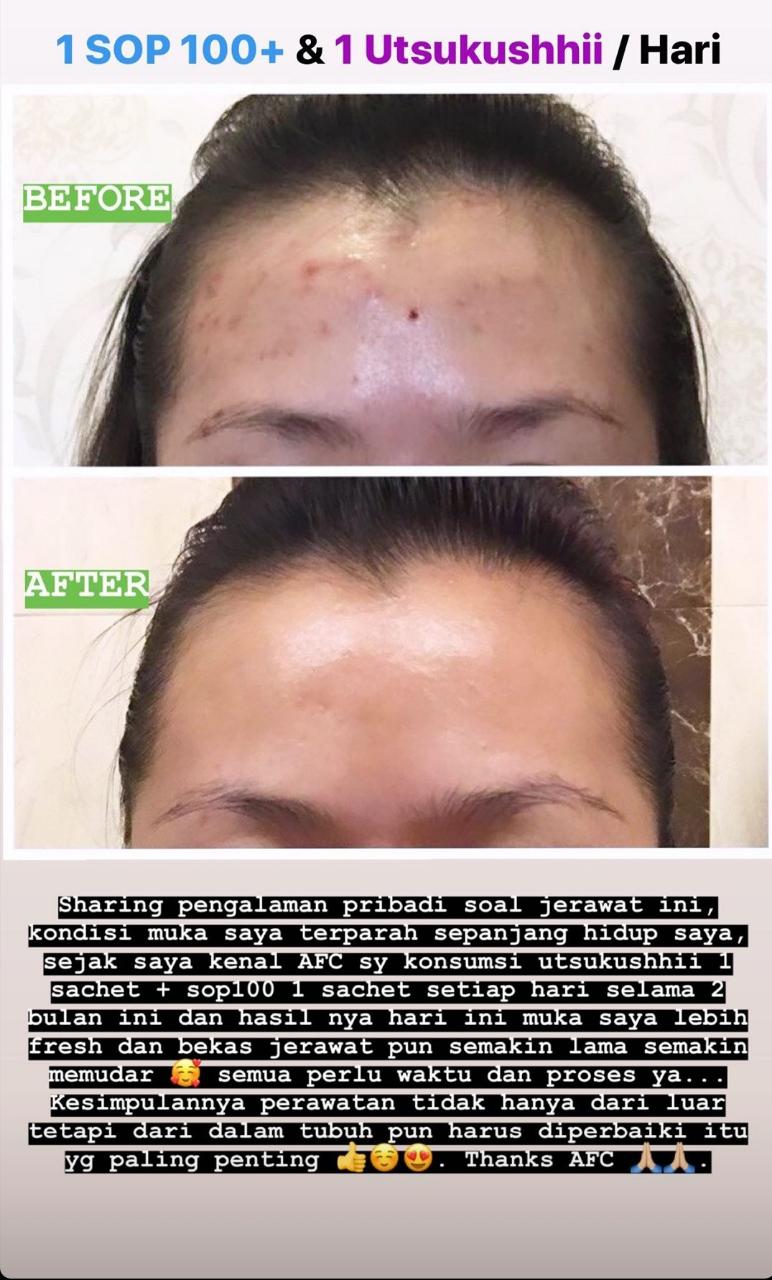 1 SOP 100+ & 1 Utsukushhii / Hari
BEFORE
AFTER
Sharing pengalaman pribadi soal jerawat ini,
kondisi muka saya terparah sepanjang hidup saya,
sejak saya kenal AFC sy konsumsi utsukushhii 1
sachet + sop100 1 sachet setiap hari selama 2
bulan ini dan hasil nya hari ini muka saya lebih
fresh dan bekas jerawat pun semakin lama semakin
memudar 🥰 semua perlu waktu dan proses ya...
Kesimpulannya perawatan tidak hanya dari luar
tetapi dari dalam tubuh pun harus diperbaiki itu
yg paling penting 👍☺️😍. Thanks AFC 🙏🏼🙏🏼.